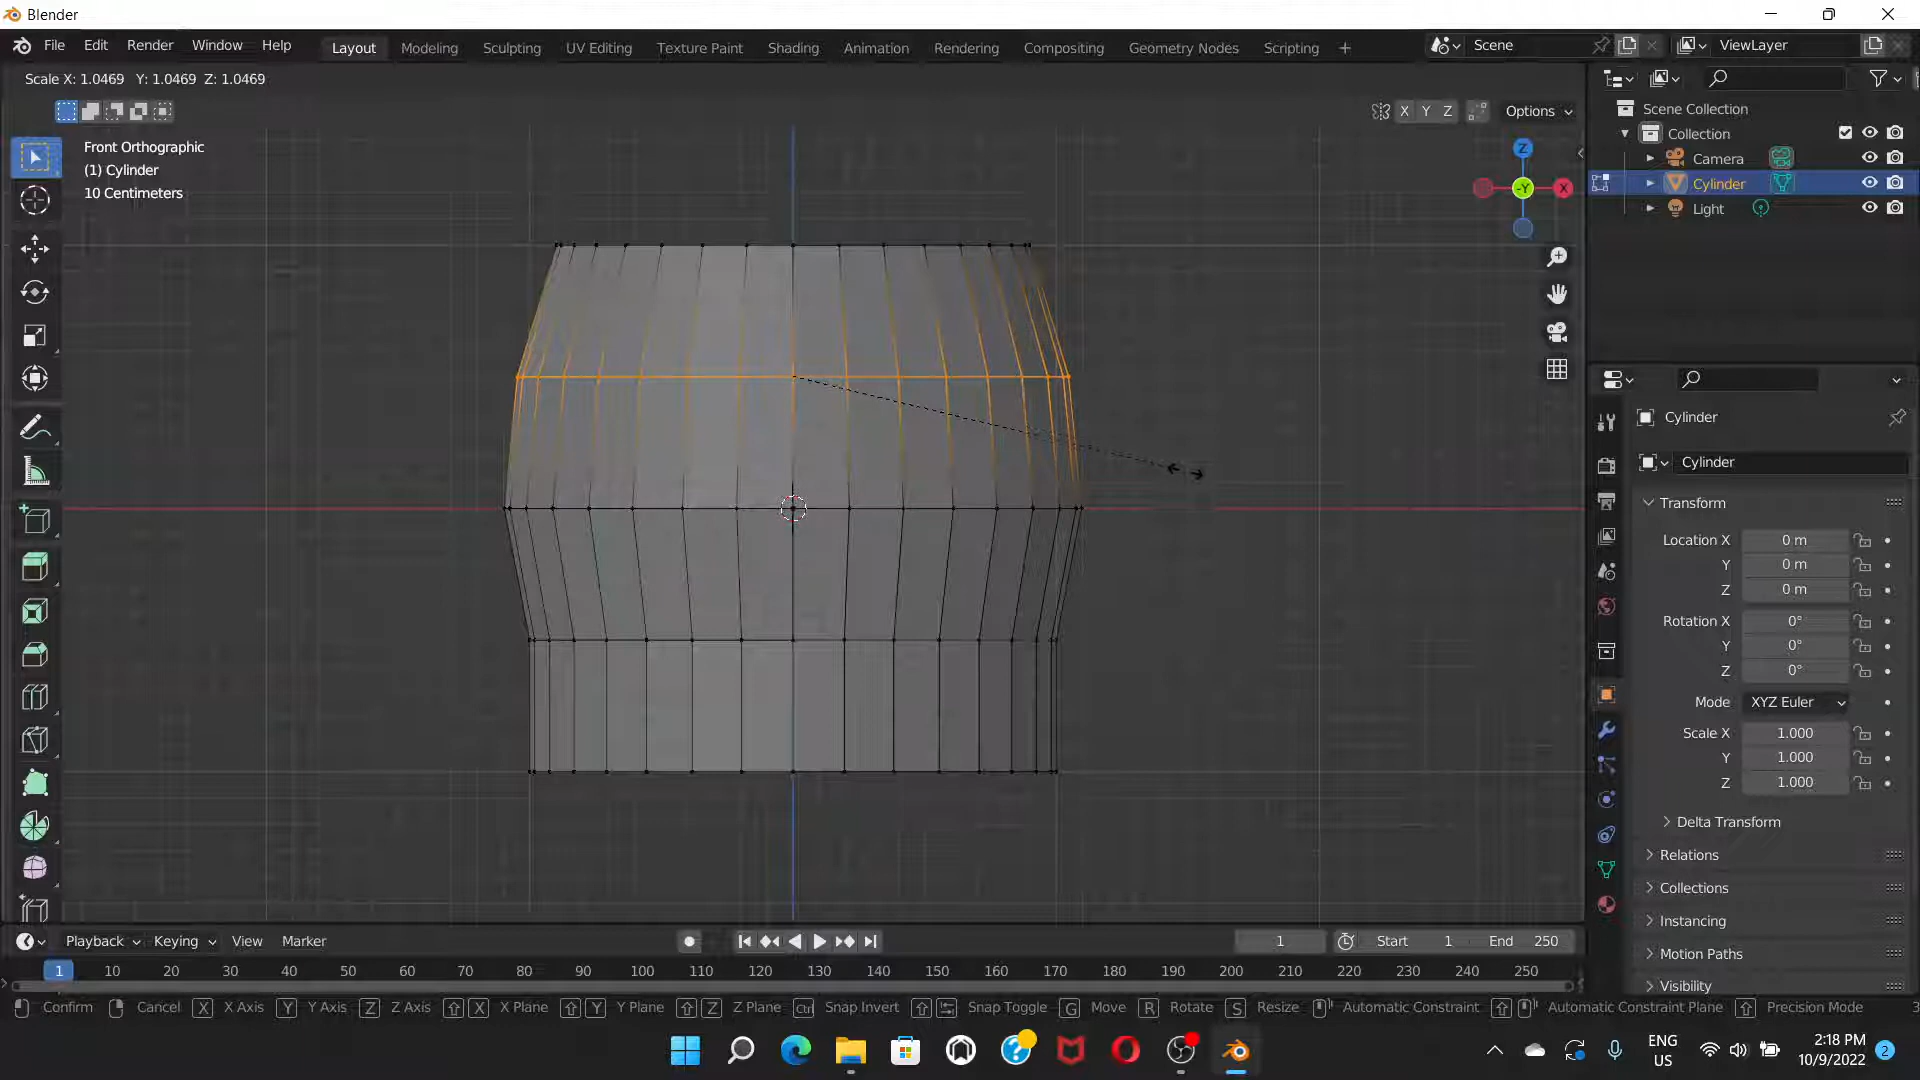 Blender
File Edit Render Window Help
Layout Modeling Sculpting UV Editing Texture Paint Shading Animation Rendering Compositing Geometry Nodes Scripting
Scene
ViewLayer
Scale X: 1.0469 Y: 1.0469 Z: 1.0469
X Y Z
Options
Front Orthographic
(1) Cylinder
10 Centimeters
Z
-Y
X
Scene Collection
Collection
Camera
Cylinder
Light
Cylinder
Cylinder
Transform
Location X 0 m
Y 0 m
Z 0 m
Rotation X 0°
Y 0°
Z 0°
Mode XYZ Euler
Scale X 1.000
Y 1.000
Z 1.000
Delta Transform
Relations
Collections
Instancing
Motion Paths
Visibility
Playback Keying View Marker
1
Start 1 End 250
1 10 20 30 40 50 60 70 80 90 100 110 120 130 140 150 160 170 180 190 200 210 220 230 240 250
Confirm Cancel X X Axis Y Y Axis Z Z Axis X X Plane Y Y Plane Z Z Plane Ctrl Snap Invert Snap Toggle G Move R Rotate S Resize Automatic Constraint Automatic Constraint Plane Precision Mode 3
ENG
US
2:18 PM
10/9/2022
2